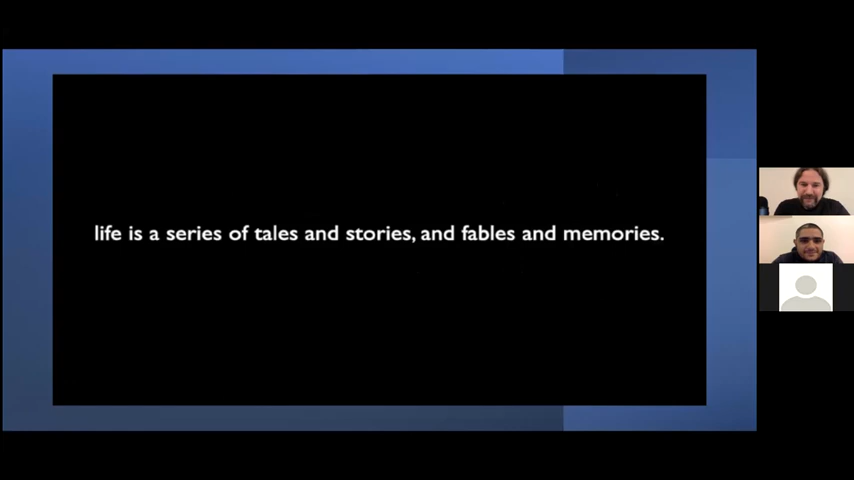 life is a series of tales and stories, and fables and memories.